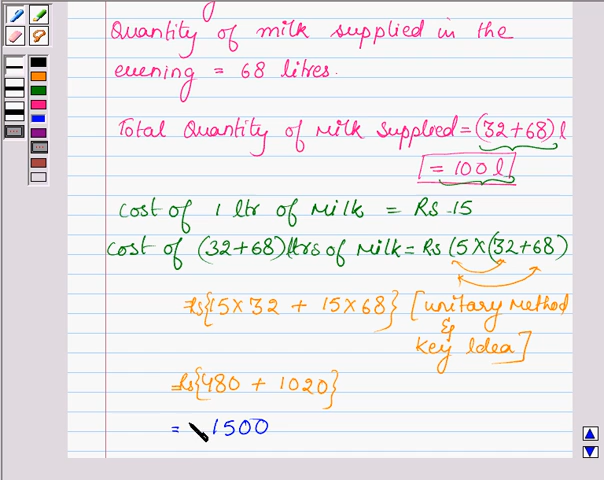 Quantity of milk supplied in the
evening = 68 litres.
Total Quantity of Milk supplied = (32+68) l
= 100 l
Cost of 1 ltr of Milk = Rs 15
Cost of (32+68) ltrs of Milk = Rs 15 × (32+68)
=Rs{15×32 + 15×68} [Unitary Method
&
Key Idea]
=Rs{480 + 1020}
= 1500